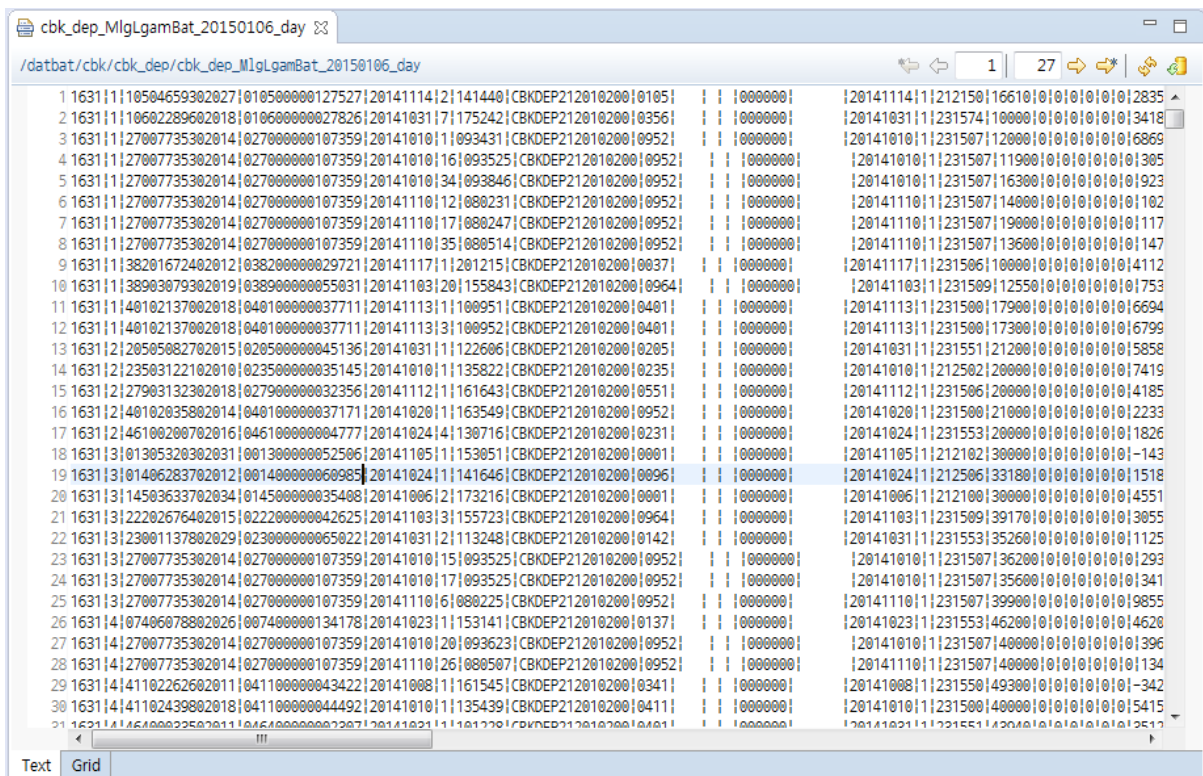 cbk_dep_MlgLgamBat_20150106_day
/datbat/cbk/cbk_dep/cbk_dep_MlgLgamBat_20150106_day 1 27
1 1631¦1¦10504659302027¦010500000127527¦20141114¦2¦141440¦CBKDEP212010200¦0105¦ ¦ ¦ ¦000000¦ ¦20141114¦1¦212150¦16610¦0¦0¦0¦0¦0¦0¦2835
2 1631¦1¦10602289602018¦010600000027826¦20141031¦7¦175242¦CBKDEP212010200¦0356¦ ¦ ¦ ¦000000¦ ¦20141031¦1¦231574¦10000¦0¦0¦0¦0¦0¦0¦3418
3 1631¦1¦27007735302014¦027000000107359¦20141010¦1¦093431¦CBKDEP212010200¦0952¦ ¦ ¦ ¦000000¦ ¦20141010¦1¦231507¦12000¦0¦0¦0¦0¦0¦0¦6869
4 1631¦1¦27007735302014¦027000000107359¦20141010¦16¦093525¦CBKDEP212010200¦0952¦ ¦ ¦ ¦000000¦ ¦20141010¦1¦231507¦11900¦0¦0¦0¦0¦0¦0¦305
5 1631¦1¦27007735302014¦027000000107359¦20141010¦34¦093846¦CBKDEP212010200¦0952¦ ¦ ¦ ¦000000¦ ¦20141010¦1¦231507¦16300¦0¦0¦0¦0¦0¦0¦923
6 1631¦1¦27007735302014¦027000000107359¦20141110¦12¦080231¦CBKDEP212010200¦0952¦ ¦ ¦ ¦000000¦ ¦20141110¦1¦231507¦14000¦0¦0¦0¦0¦0¦0¦102
7 1631¦1¦27007735302014¦027000000107359¦20141110¦17¦080247¦CBKDEP212010200¦0952¦ ¦ ¦ ¦000000¦ ¦20141110¦1¦231507¦19000¦0¦0¦0¦0¦0¦0¦117
8 1631¦1¦27007735302014¦027000000107359¦20141110¦35¦080514¦CBKDEP212010200¦0952¦ ¦ ¦ ¦000000¦ ¦20141110¦1¦231507¦13600¦0¦0¦0¦0¦0¦0¦147
9 1631¦1¦38201672402012¦038200000029721¦20141117¦1¦201215¦CBKDEP212010200¦0037¦ ¦ ¦ ¦000000¦ ¦20141117¦1¦231506¦10000¦0¦0¦0¦0¦0¦0¦4112
10 1631¦1¦38903079302019¦038900000055031¦20141103¦20¦155843¦CBKDEP212010200¦0964¦ ¦ ¦ ¦000000¦ ¦20141103¦1¦231509¦12550¦0¦0¦0¦0¦0¦0¦753
11 1631¦1¦40102137002018¦040100000037711¦20141113¦1¦100951¦CBKDEP212010200¦0401¦ ¦ ¦ ¦000000¦ ¦20141113¦1¦231500¦17900¦0¦0¦0¦0¦0¦0¦6694
12 1631¦1¦40102137002018¦040100000037711¦20141113¦3¦100952¦CBKDEP212010200¦0401¦ ¦ ¦ ¦000000¦ ¦20141113¦1¦231500¦17300¦0¦0¦0¦0¦0¦0¦6799
13 1631¦2¦20505082702015¦020500000045136¦20141031¦1¦122606¦CBKDEP212010200¦0205¦ ¦ ¦ ¦000000¦ ¦20141031¦1¦231551¦21200¦0¦0¦0¦0¦0¦0¦5858
14 1631¦2¦23503122102010¦023500000035145¦20141010¦1¦135822¦CBKDEP212010200¦0235¦ ¦ ¦ ¦000000¦ ¦20141010¦1¦212502¦20000¦0¦0¦0¦0¦0¦0¦7419
15 1631¦2¦27903132302018¦027900000032356¦20141112¦1¦161643¦CBKDEP212010200¦0551¦ ¦ ¦ ¦000000¦ ¦20141112¦1¦231506¦20000¦0¦0¦0¦0¦0¦0¦4185
16 1631¦2¦40102035802014¦040100000037171¦20141020¦1¦163549¦CBKDEP212010200¦0952¦ ¦ ¦ ¦000000¦ ¦20141020¦1¦231500¦21000¦0¦0¦0¦0¦0¦0¦2233
17 1631¦2¦46100200702016¦046100000004777¦20141024¦4¦130716¦CBKDEP212010200¦0231¦ ¦ ¦ ¦000000¦ ¦20141024¦1¦231553¦20000¦0¦0¦0¦0¦0¦0¦1826
18 1631¦3¦01305320302031¦001300000052506¦20141105¦1¦153051¦CBKDEP212010200¦0001¦ ¦ ¦ ¦000000¦ ¦20141105¦1¦212102¦30000¦0¦0¦0¦0¦0¦0¦-143
19 1631¦3¦01406283702012¦001400000060985¦20141024¦1¦141646¦CBKDEP212010200¦0096¦ ¦ ¦ ¦000000¦ ¦20141024¦1¦212506¦33180¦0¦0¦0¦0¦0¦0¦1518
20 1631¦3¦14503633702034¦014500000035408¦20141006¦2¦173216¦CBKDEP212010200¦0001¦ ¦ ¦ ¦000000¦ ¦20141006¦1¦212100¦30000¦0¦0¦0¦0¦0¦0¦4551
21 1631¦3¦22202676402015¦022200000042625¦20141103¦3¦155723¦CBKDEP212010200¦0964¦ ¦ ¦ ¦000000¦ ¦20141103¦1¦231509¦39170¦0¦0¦0¦0¦0¦0¦3055
22 1631¦3¦23001137802029¦023000000065022¦20141031¦2¦113248¦CBKDEP212010200¦0142¦ ¦ ¦ ¦000000¦ ¦20141031¦1¦231553¦35260¦0¦0¦0¦0¦0¦0¦1125
23 1631¦3¦27007735302014¦027000000107359¦20141010¦15¦093525¦CBKDEP212010200¦0952¦ ¦ ¦ ¦000000¦ ¦20141010¦1¦231507¦36200¦0¦0¦0¦0¦0¦0¦293
24 1631¦3¦27007735302014¦027000000107359¦20141010¦17¦093525¦CBKDEP212010200¦0952¦ ¦ ¦ ¦000000¦ ¦20141010¦1¦231507¦35600¦0¦0¦0¦0¦0¦0¦341
25 1631¦3¦27007735302014¦027000000107359¦20141110¦6¦080225¦CBKDEP212010200¦0952¦ ¦ ¦ ¦000000¦ ¦20141110¦1¦231507¦39900¦0¦0¦0¦0¦0¦0¦9855
26 1631¦4¦07406078802026¦007400000134178¦20141023¦1¦153141¦CBKDEP212010200¦0137¦ ¦ ¦ ¦000000¦ ¦20141023¦1¦231553¦46200¦0¦0¦0¦0¦0¦0¦4620
27 1631¦4¦27007735302014¦027000000107359¦20141010¦20¦093623¦CBKDEP212010200¦0952¦ ¦ ¦ ¦000000¦ ¦20141010¦1¦231507¦40000¦0¦0¦0¦0¦0¦0¦396
28 1631¦4¦27007735302014¦027000000107359¦20141110¦26¦080507¦CBKDEP212010200¦0952¦ ¦ ¦ ¦000000¦ ¦20141110¦1¦231507¦40000¦0¦0¦0¦0¦0¦0¦134
29 1631¦4¦41102262602011¦041100000043422¦20141008¦1¦161545¦CBKDEP212010200¦0341¦ ¦ ¦ ¦000000¦ ¦20141008¦1¦231550¦49300¦0¦0¦0¦0¦0¦0¦-342
30 1631¦4¦41102439802018¦041100000044492¦20141010¦1¦135439¦CBKDEP212010200¦0411¦ ¦ ¦ ¦000000¦ ¦20141010¦1¦231500¦40000¦0¦0¦0¦0¦0¦0¦5415
Text Grid